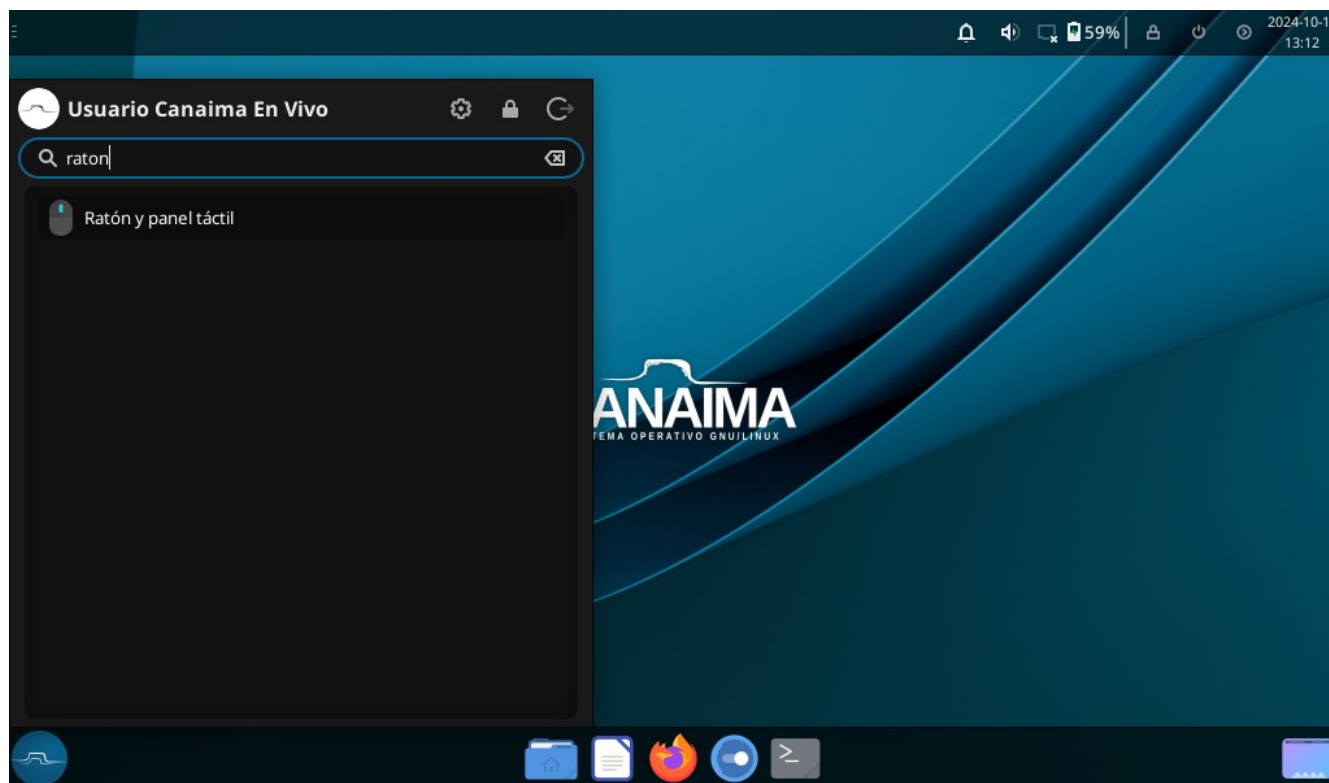 59%
2024-10-1
13:12
Usuario Canaima En Vivo
raton
Ratón y panel táctil
ANAIMA
TEMA OPERATIVO GNU/LINUX